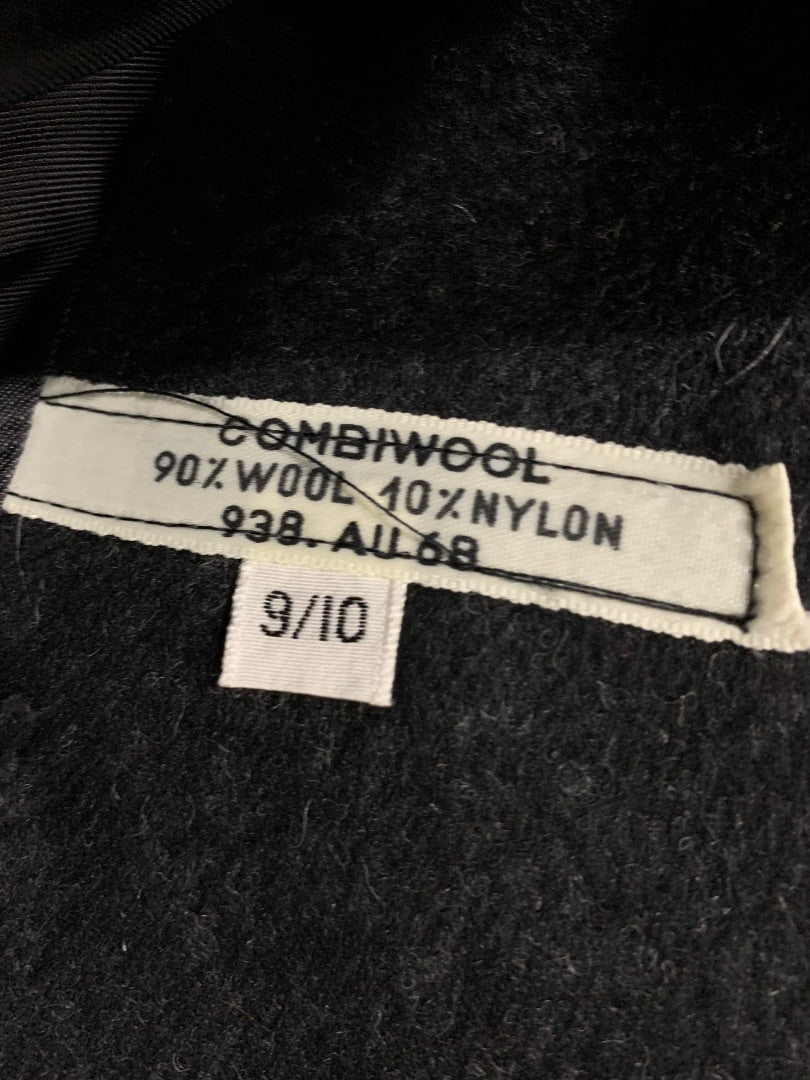 COMBIWOOL
90% WOOL 10% NYLON
938. AU 68
9/10